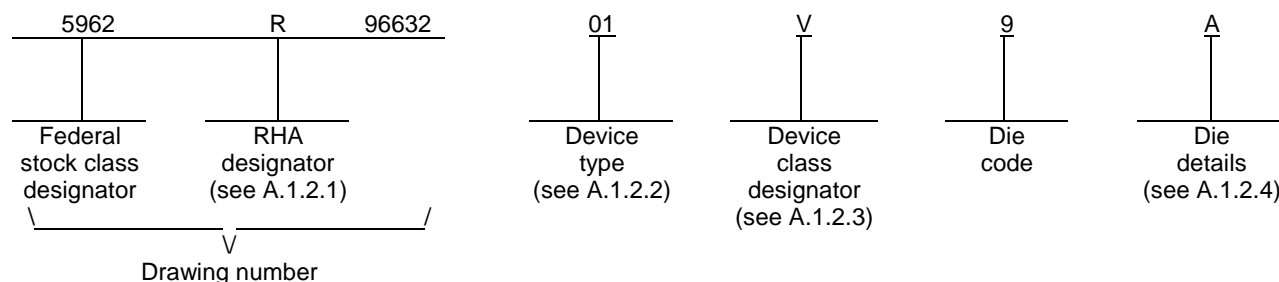 5962 R 96632 01 V 9 A
Federal RHA Device Device Die Die
stock class designator type class code details
designator (see A.1.2.1) (see A.1.2.2) designator (see A.1.2.4)
(see A.1.2.3)
\ /
\/
Drawing number